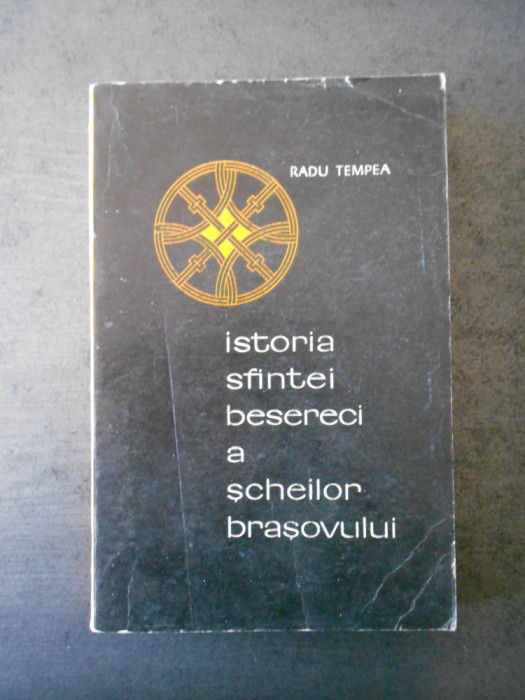 RADU TEMPEA
istoria
sfintei
besereci
a
șcheilor
brașovului